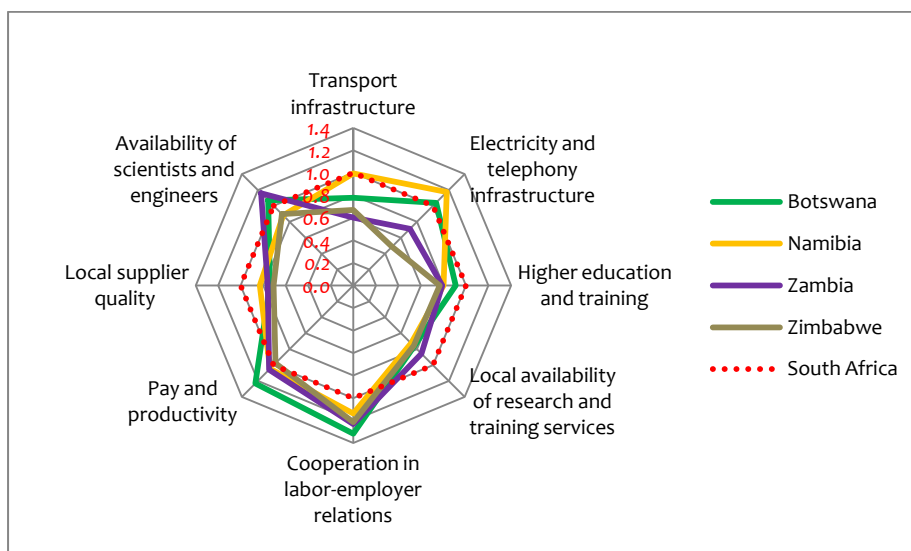 Transport
infrastructure
Electricity and
telephony
infrastructure
Higher education
and training
Local availability
of research and
training services
Cooperation in
labor-employer
relations
Pay and
productivity
Local supplier
quality
Availability of
scientists and
engineers
1.4
1.2
1.0
0.8
0.6
0.4
0.2
0.0
Botswana
Namibia
Zambia
Zimbabwe
South Africa